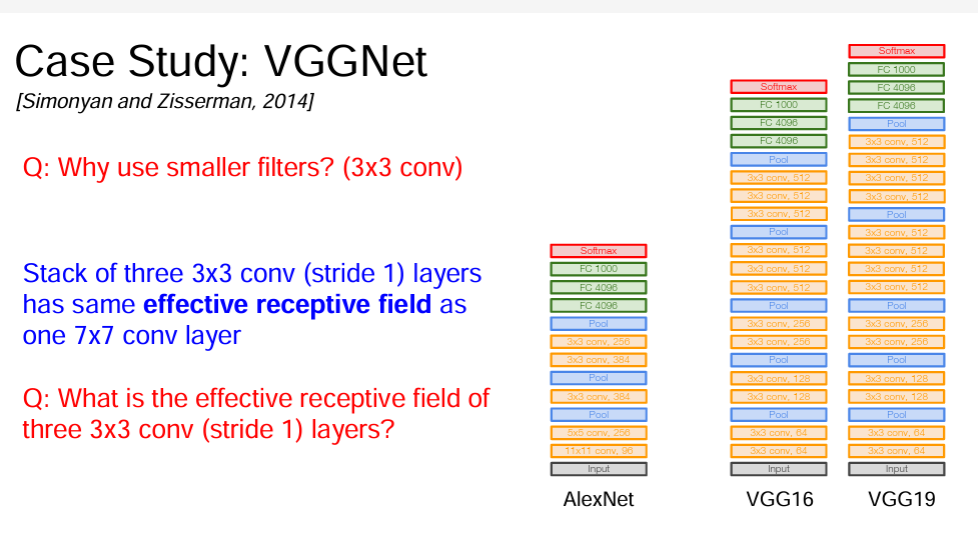 Case Study: VGGNet
[Simonyan and Zisserman, 2014]
Q: Why use smaller filters? (3x3 conv)
Stack of three 3x3 conv (stride 1) layers
has same effective receptive field as
one 7x7 conv layer
Q: What is the effective receptive field of
three 3x3 conv (stride 1) layers?
Softmax
FC 1000
FC 4096
FC 4096
Pool
3x3 conv, 256
3x3 conv, 384
Pool
3x3 conv, 384
Pool
5x5 conv, 256
11x11 conv, 96
Input
AlexNet
Softmax
FC 1000
FC 4096
FC 4096
Pool
3x3 conv, 512
3x3 conv, 512
3x3 conv, 512
Pool
3x3 conv, 512
3x3 conv, 512
3x3 conv, 512
Pool
3x3 conv, 256
3x3 conv, 256
Pool
3x3 conv, 128
3x3 conv, 128
Pool
3x3 conv, 64
3x3 conv, 64
Input
VGG16
Softmax
FC 1000
FC 4096
FC 4096
Pool
3x3 conv, 512
3x3 conv, 512
3x3 conv, 512
3x3 conv, 512
Pool
3x3 conv, 512
3x3 conv, 512
3x3 conv, 512
3x3 conv, 512
Pool
3x3 conv, 256
3x3 conv, 256
Pool
3x3 conv, 128
3x3 conv, 128
Pool
3x3 conv, 64
3x3 conv, 64
Input
VGG19